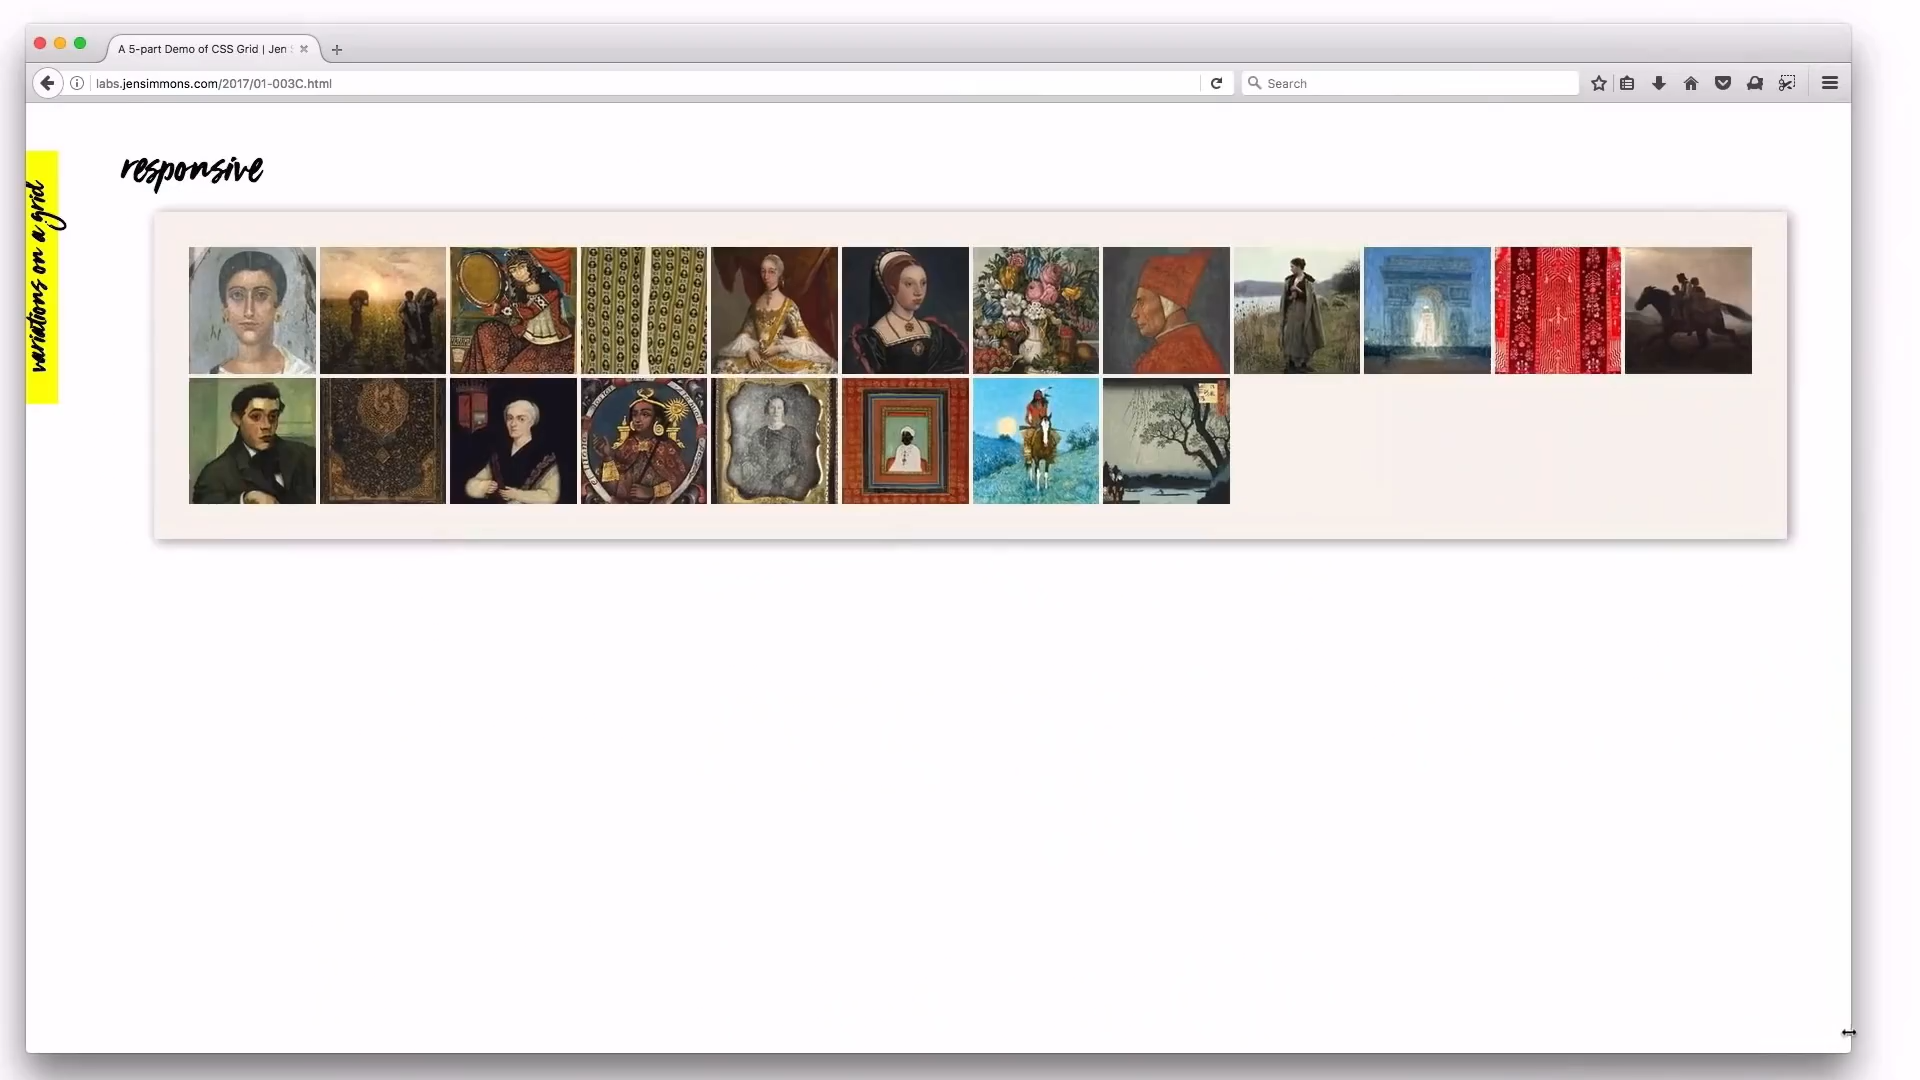 A 5-part Demo of CSS Grid | Jen
labs.jensimmons.com/2017/01-003C.html
Search
responsive
variations on a grid